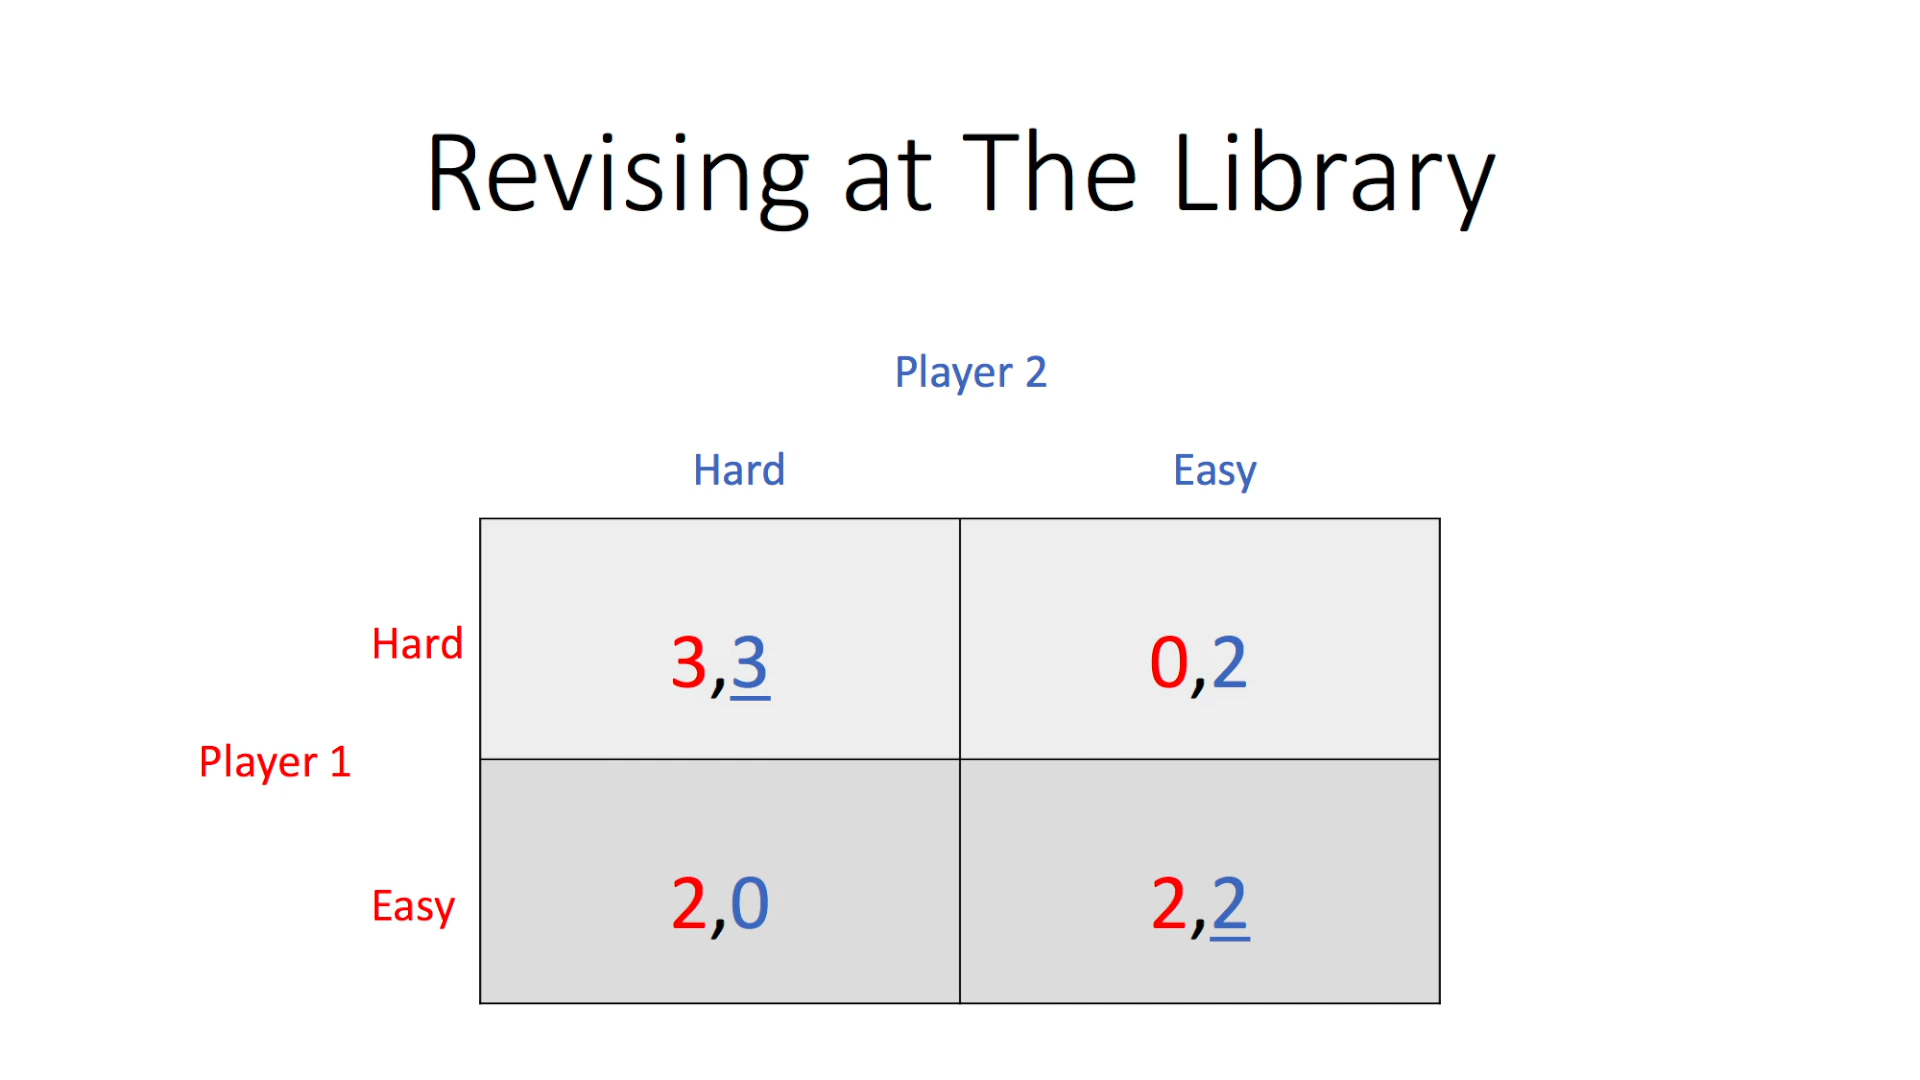 Revising at The Library
Player 2
Hard Easy
Hard 3,3 0,2
Player 1
Easy 2,0 2,2